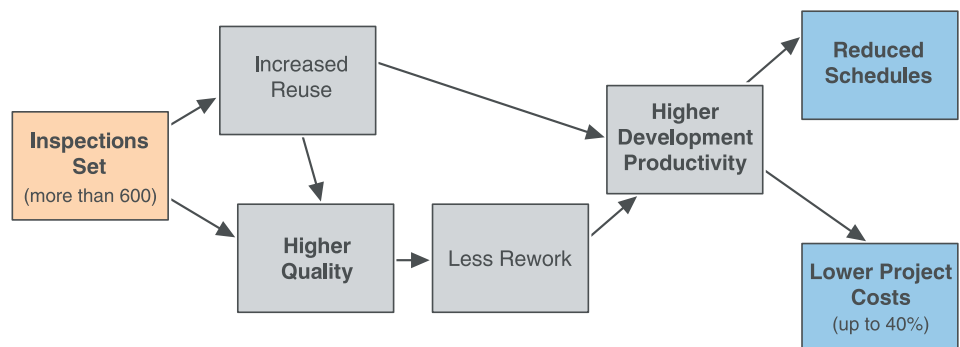 Increased
Reuse
Reduced
Schedules
Inspections
Set
(more than 600)
Higher
Development
Productivity
Higher
Quality
Less Rework
Lower Project
Costs
(up to 40%)